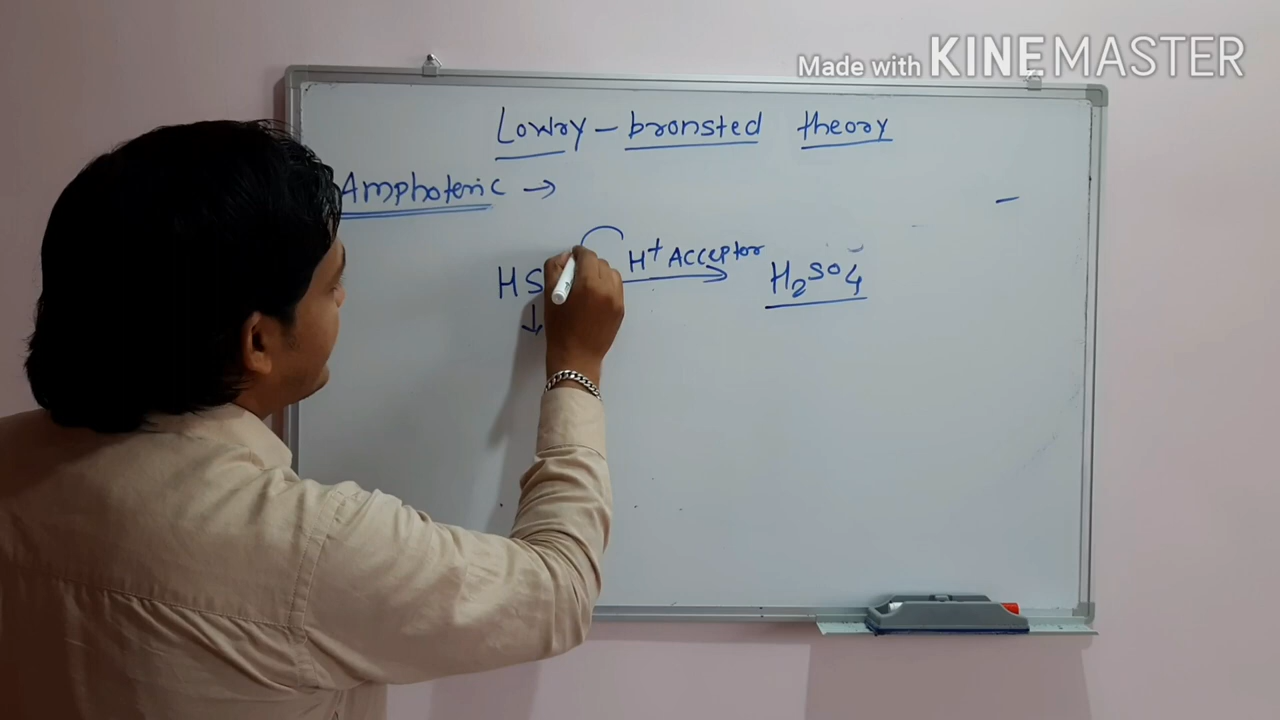 Made with KINEMASTER
Lowry - bronsted theory
Amphoteric →
HS H+ Acceptor H2SO4